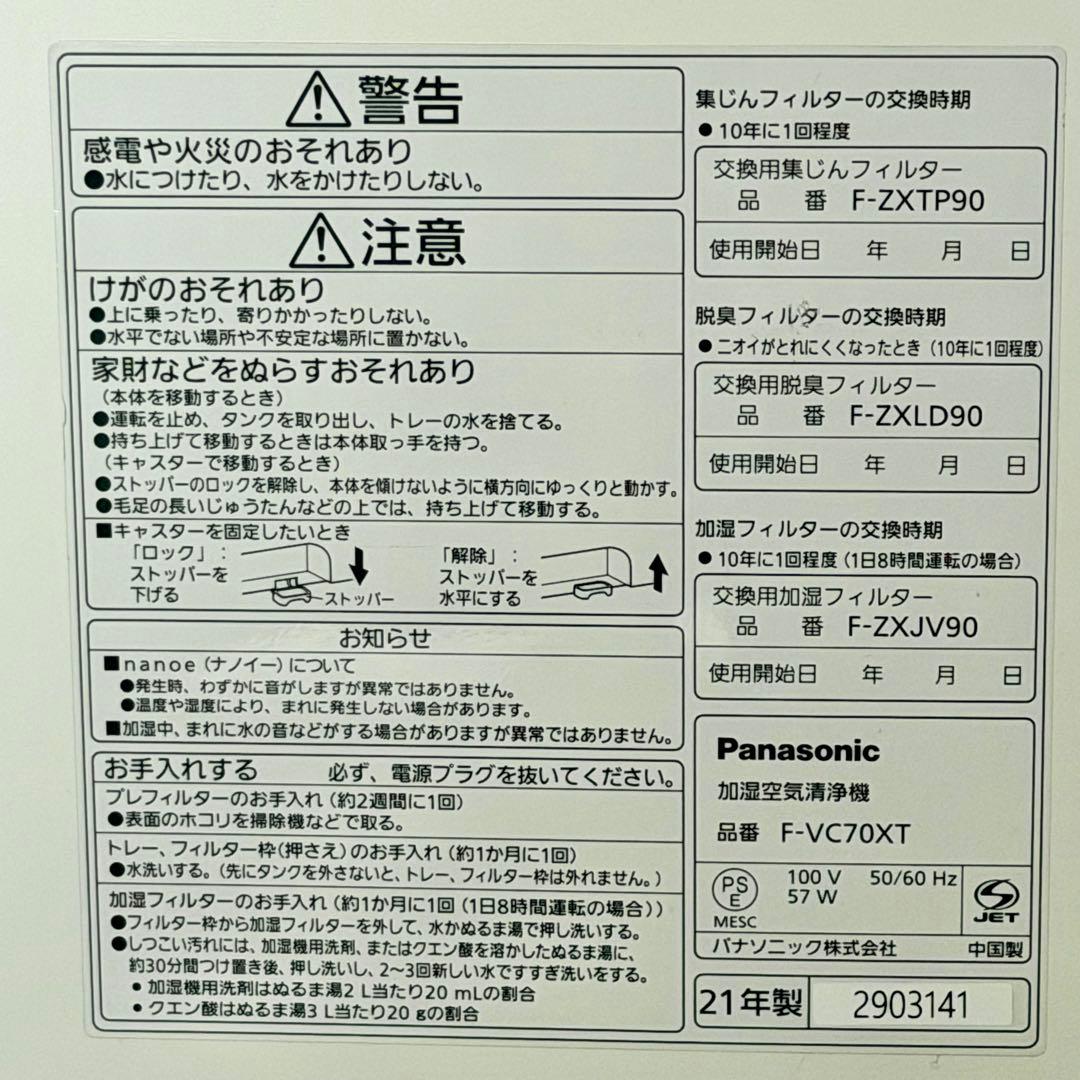 ⚠警告
感電や火災のおそれあり
●水につけたり、水をかけたりしない。
⚠注意
けがのおそれあり
●上に乗ったり、寄りかかったりしない。
●水平でない場所や不安定な場所に置かない。
家財などをぬらすおそれあり
（本体を移動するとき）
●運転を止め、タンクを取り出し、トレーの水を捨てる。
●持ち上げて移動するときは本体取っ手を持つ。
（キャスターで移動するとき）
●ストッパーのロックを解除し、本体を傾けないように横方向にゆっくりと動かす。
●毛足の長いじゅうたんなどの上では、持ち上げて移動する。
■キャスターを固定したいとき
「ロック」：
ストッパーを
下げる
ストッパー
「解除」：
ストッパーを
水平にする
お知らせ
■nanoe（ナノイー）について
●発生時、わずかに音がしますが異常ではありません。
●温度や湿度により、まれに発生しない場合があります。
■加湿中、まれに水の音などがする場合がありますが異常ではありません。
お手入れする 必ず、電源プラグを抜いてください。
プレフィルターのお手入れ（約2週間に1回）
●表面のホコリを掃除機などで取る。
トレー、フィルター枠（押さえ）のお手入れ（約1か月に1回）
●水洗いする。（先にタンクを外さないと、トレー、フィルター枠は外れません。）
加湿フィルターのお手入れ（約1か月に1回（1日8時間運転の場合））
●フィルター枠から加湿フィルターを外して、水かぬるま湯で押し洗いする。
●しつこい汚れには、加湿機用洗剤、またはクエン酸を溶かしたぬるま湯に、
約30分間つけ置き後、押し洗いし、2～3回新しい水ですすぎ洗いをする。
• 加湿機用洗剤はぬるま湯2 L当たり20 mLの割合
• クエン酸はぬるま湯3 L当たり20 gの割合
集じんフィルターの交換時期
● 10年に1回程度
交換用集じんフィルター
品 番 F-ZXTP90
使用開始日 年 月 日
脱臭フィルターの交換時期
● ニオイがとれにくくなったとき（10年に1回程度）
交換用脱臭フィルター
品 番 F-ZXLD90
使用開始日 年 月 日
加湿フィルターの交換時期
● 10年に1回程度（1日8時間運転の場合）
交換用加湿フィルター
品 番 F-ZXJV90
使用開始日 年 月 日
Panasonic
加湿空気清浄機
品番 F-VC70XT
PS
E
MESC
100 V 50/60 Hz
57 W
JET
パナソニック株式会社 中国製
21年製 2903141